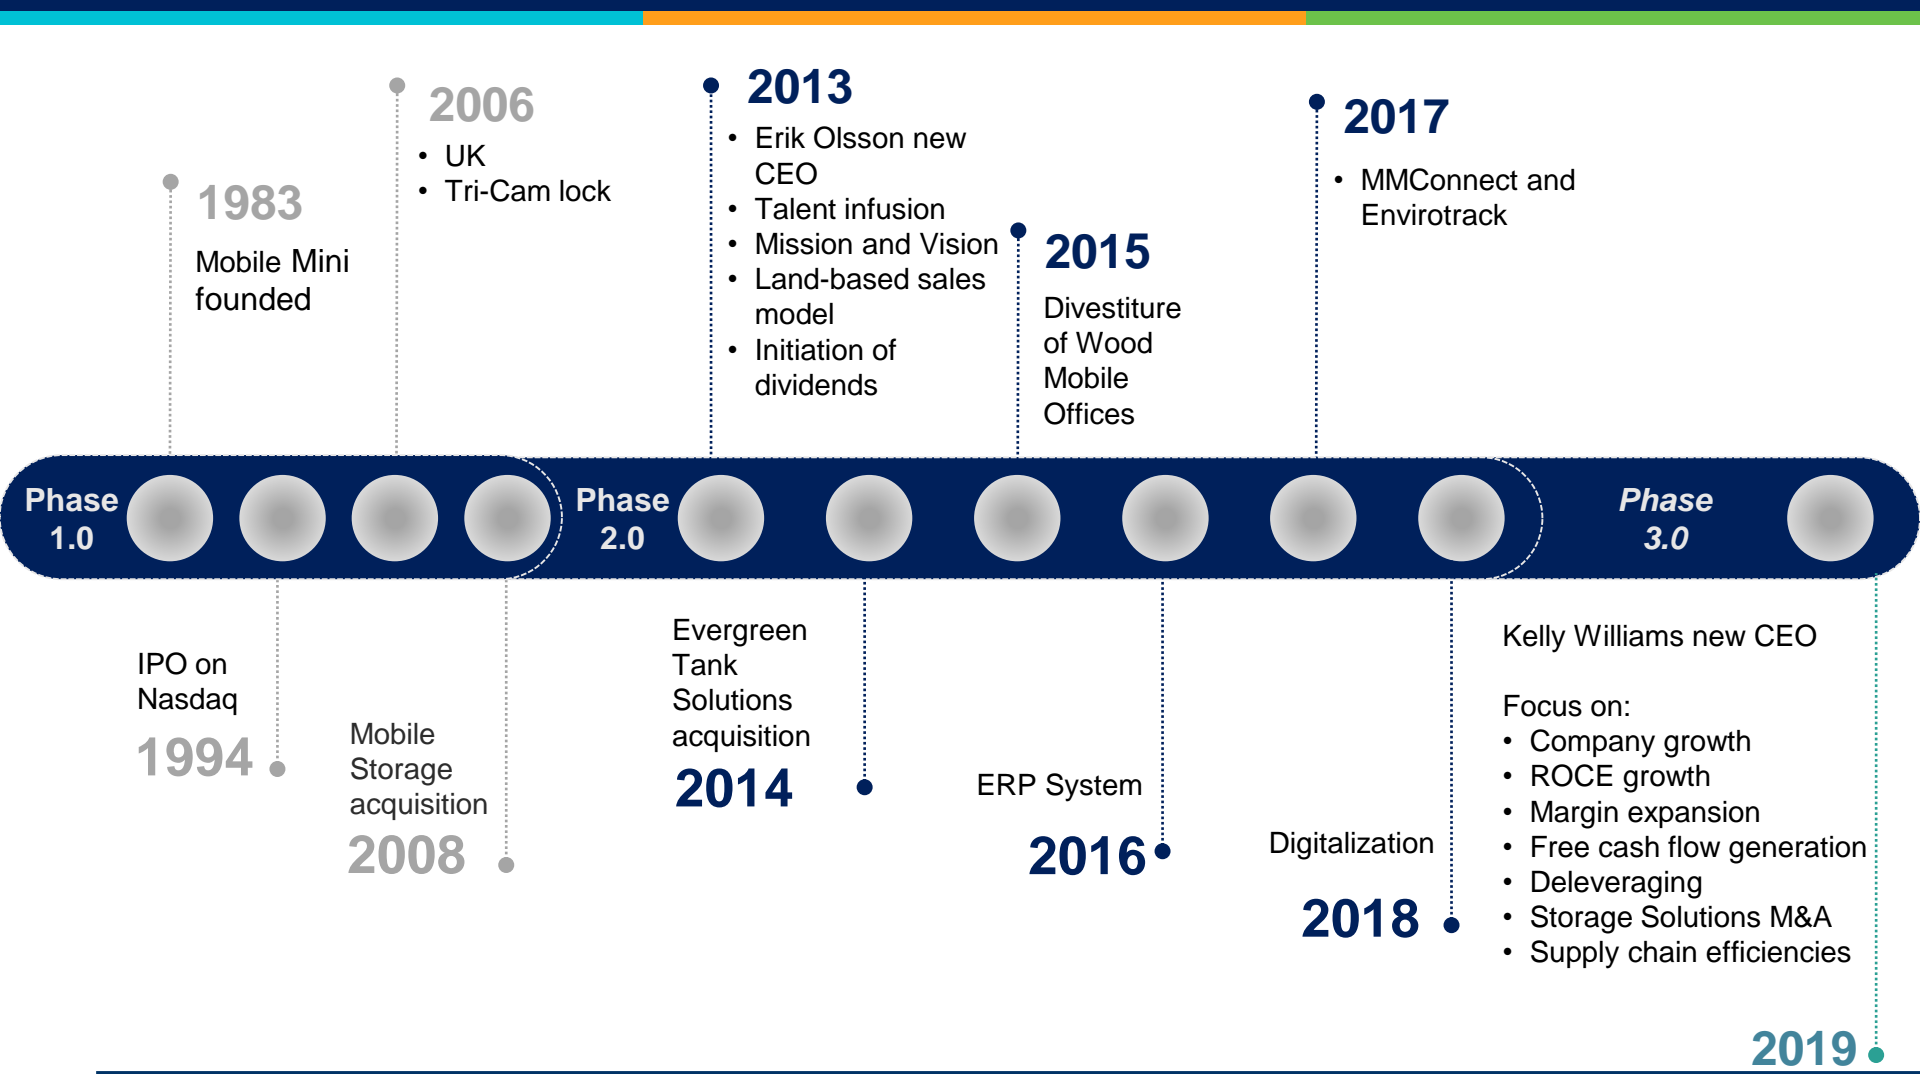 2006
• UK
• Tri-Cam lock
2013
• Erik Olsson new
CEO
• Talent infusion
• Mission and Vision
• Land-based sales
model
• Initiation of
dividends
2017
• MMConnect and
Envirotrack
1983
Mobile Mini
founded
2015
Divestiture
of Wood
Mobile
Offices
Phase
1.0
Phase
2.0
Phase
3.0
IPO on
Nasdaq
1994
Mobile
Storage
acquisition
2008
Evergreen
Tank
Solutions
acquisition
2014
ERP System
2016
Digitalization
2018
Kelly Williams new CEO
Focus on:
• Company growth
• ROCE growth
• Margin expansion
• Free cash flow generation
• Deleveraging
• Storage Solutions M&A
• Supply chain efficiencies
2019